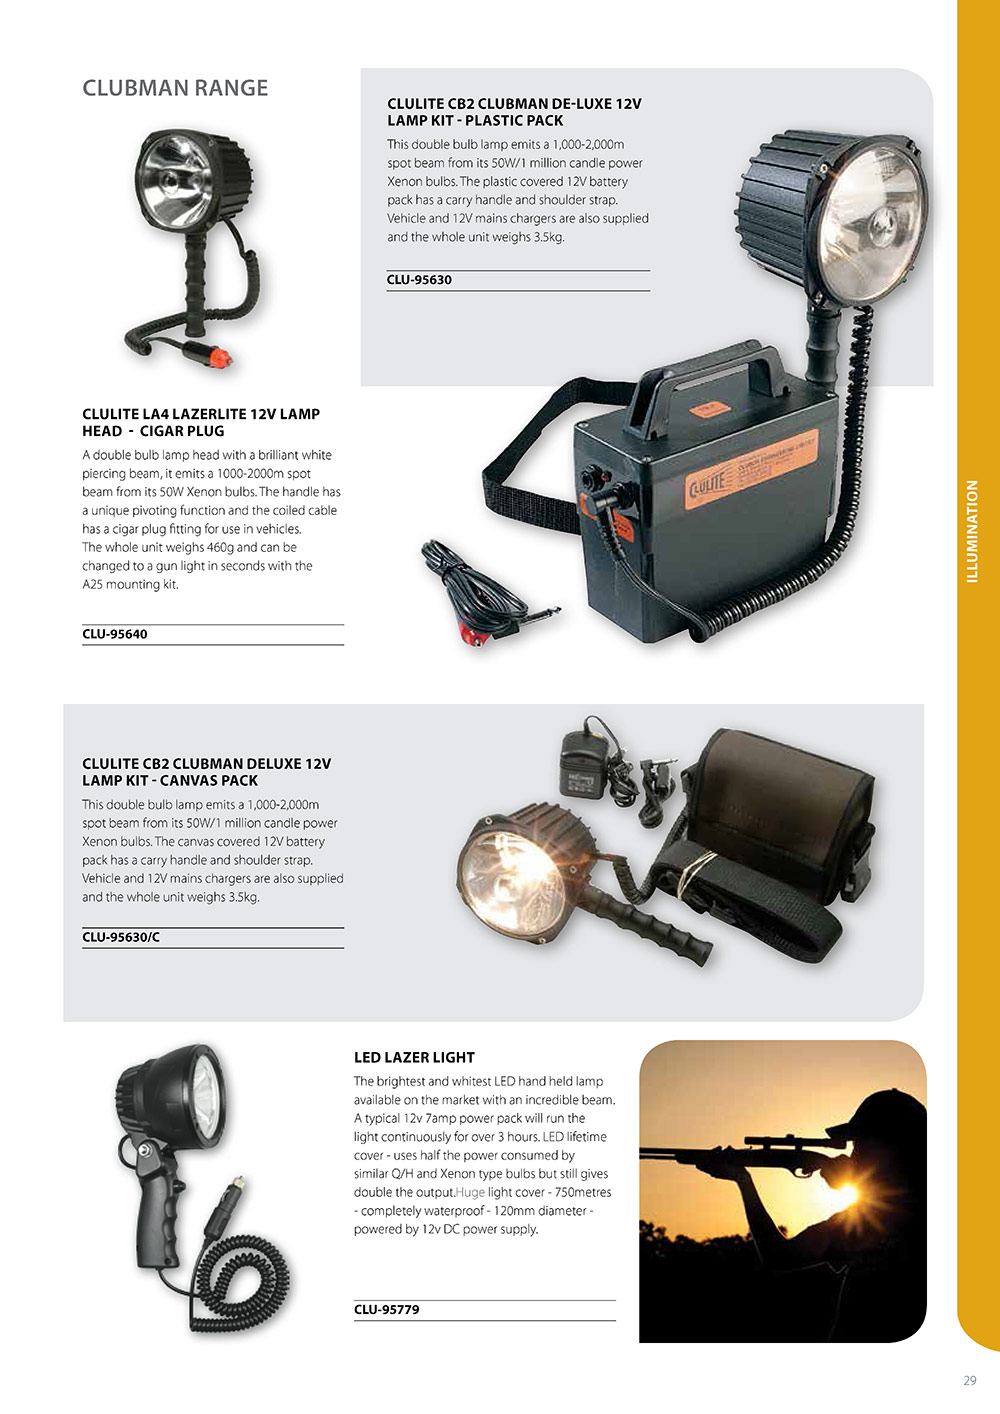 CLUBMAN RANGE
CLULITE CB2 CLUBMAN DE-LUXE 12V
LAMP KIT - PLASTIC PACK
This double bulb lamp emits a 1,000-2,000m
spot beam from its 50W/1 million candle power
Xenon bulbs. The plastic covered 12V battery
pack has a carry handle and shoulder strap.
Vehicle and 12V mains chargers are also supplied
and the whole unit weighs 3.5kg.
CLU-95630
CLULITE
CLULITE LA4 LAZERLITE 12V LAMP
HEAD - CIGAR PLUG
A double bulb lamp head with a brilliant white
piercing beam, it emits a 1000-2000m spot
beam from its 50W Xenon bulbs. The handle has
a unique pivoting function and the coiled cable
has a cigar plug fitting for use in vehicles.
The whole unit weighs 460g and can be
changed to a gun light in seconds with the
A25 mounting kit.
CLU-95640
ILLUMINATION
CLULITE CB2 CLUBMAN DELUXE 12V
LAMP KIT - CANVAS PACK
This double bulb lamp emits a 1,000-2,000m
spot beam from its 50W/1 million candle power
Xenon bulbs. The canvas covered 12V battery
pack has a carry handle and shoulder strap.
Vehicle and 12V mains chargers are also supplied
and the whole unit weighs 3.5kg.
CLU-95630/C
LED LAZER LIGHT
The brightest and whitest LED hand held lamp
available on the market with an incredible beam.
A typical 12v 7amp power pack will run the
light continuously for over 3 hours. LED lifetime
cover - uses half the power consumed by
similar Q/H and Xenon type bulbs but still gives
double the output.Huge light cover - 750metres
- completely waterproof - 120mm diameter -
powered by 12v DC power supply.
CLU-95779
29